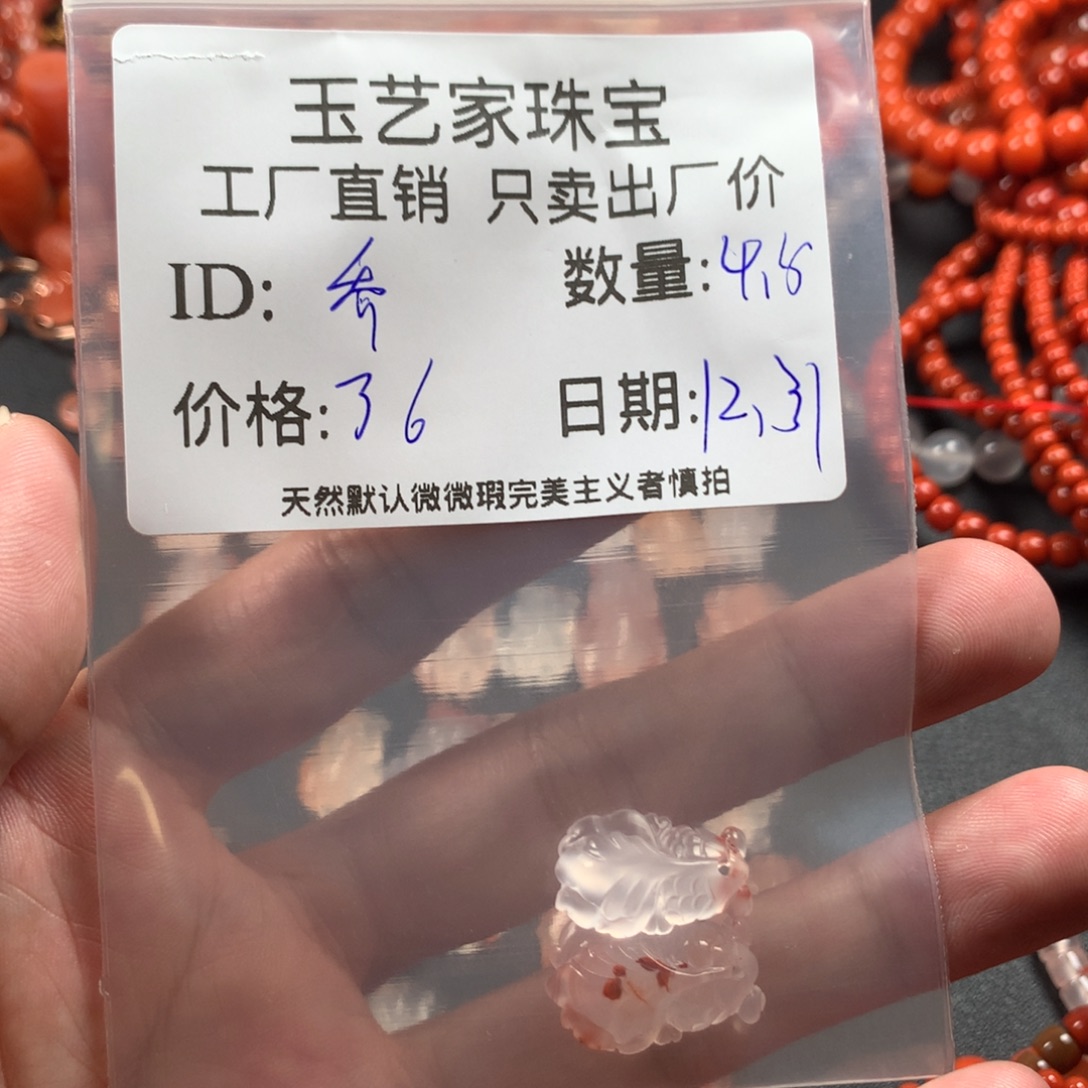 玉艺家珠宝
工厂直销 只卖出厂价
ID: 乔 数量:4,8
价格:36 日期:12,31
天然默认微微瑕完美主义者慎拍